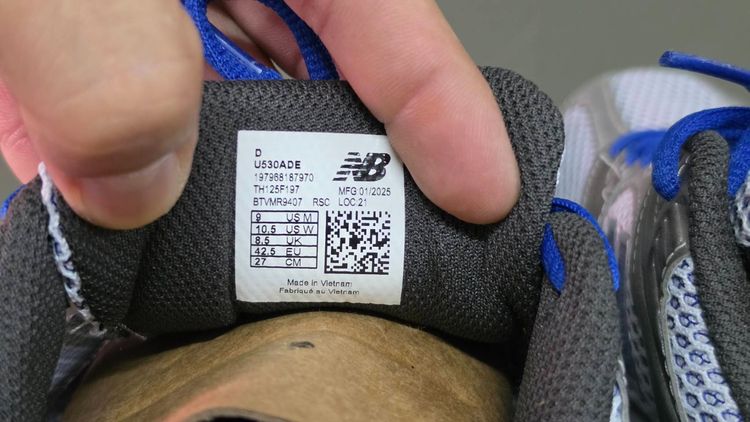 D
U530ADE
NB
197968187970
TH125F197 MFG 01/2025
BTVMR9407 RSC LOC:21
9 US M
10.5 US W
8.5 UK
42.5 EU
27 CM
Made in Vietnam
Fabriqué au Vietnam